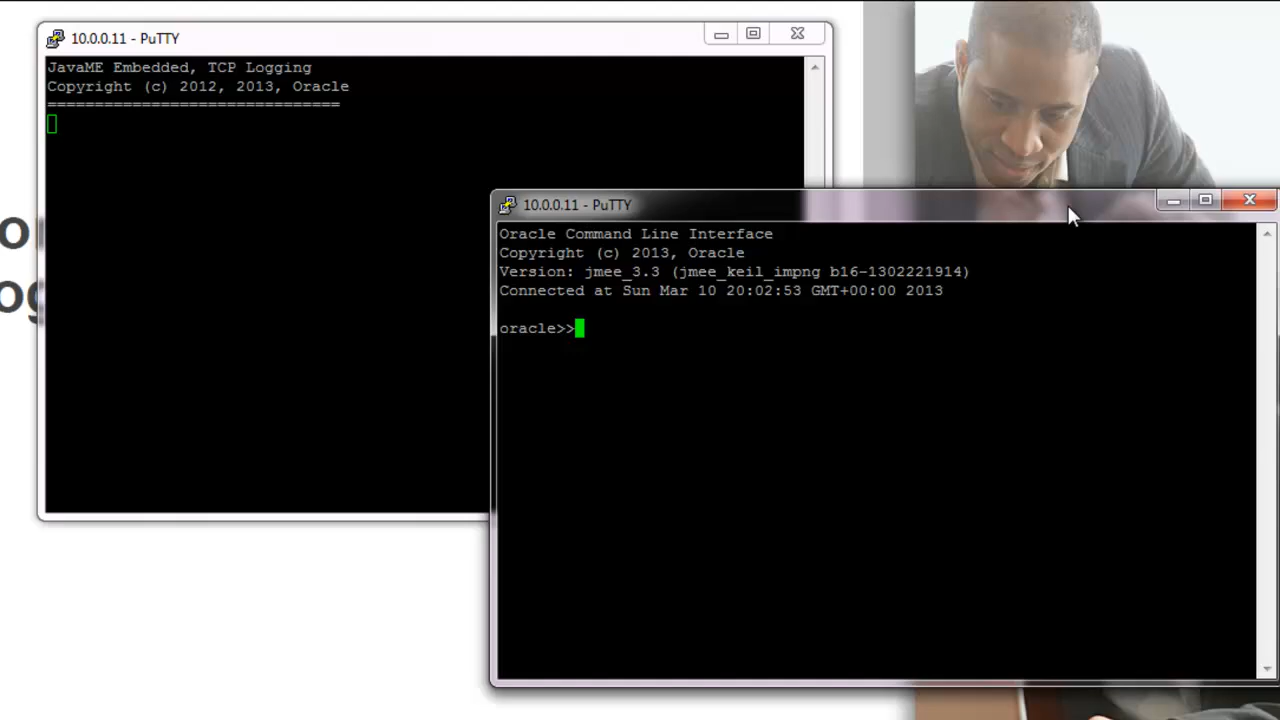 10.0.0.11 - PuTTY
JavaME Embedded, TCP Logging
Copyright (c) 2012, 2013, Oracle
===============================
10.0.0.11 - PuTTY
Oracle Command Line Interface
Copyright (c) 2013, Oracle
Version: jmee_3.3 (jmee_keil_impng b16-1302221914)
Connected at Sun Mar 10 20:02:53 GMT+00:00 2013
oracle>>